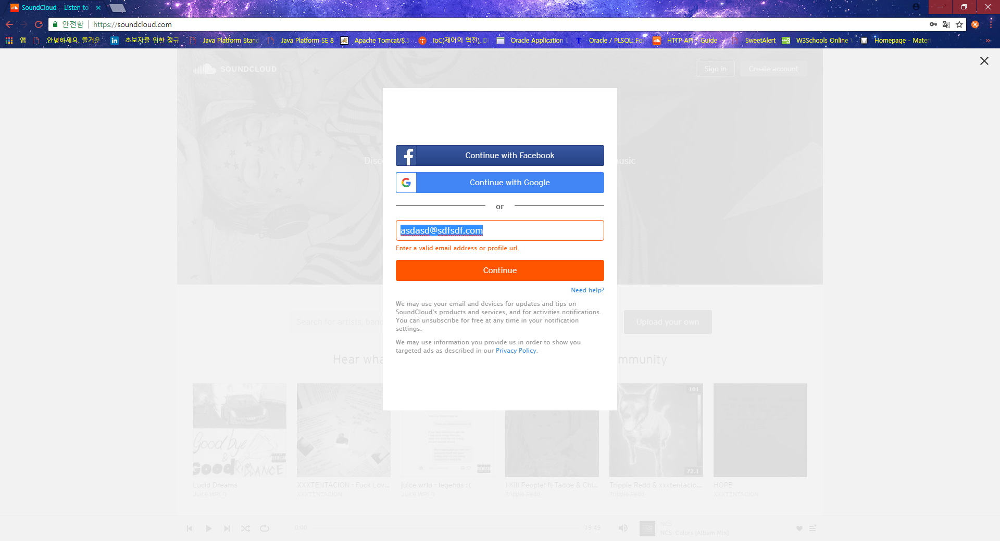 SoundCloud – Listen to
안전함 https://soundcloud.com
앱 .안녕하세요. 즐거운 초보자를 위한 정규 Java Platform Stand Java Platform SE 8 Apache Tomcat/8.5 .IoC(제어의 역전), D Oracle Application Oracle / PLSQL: Fo HTTP API - Guide SweetAlert W3Schools Online Homepage - Materi
SOUNDCLOUD
Sign in
Create account
Continue with Facebook
Continue with Google
or
asdasd@sdfsdf.com
Enter a valid email address or profile url.
Continue
Need help?
We may use your email and devices for updates and tips on
SoundCloud's products and services, and for activities notifications.
You can unsubscribe for free at any time in your notification
settings.
We may use information you provide us in order to show you
targeted ads as described in our Privacy Policy.
Search for artists, band
Upload your own
Hear wha
mmunity
Good bye
&
Good RIDDANCE
101
72.1
Lucid Dreams
Juice WRLD
XXXTENTACION - Fuck Lov...
XXXTENTACION
juice wrld - legends :(
Juice WRLD
I Kill People! ft Tadoe & Chi...
Trippie Redd
Trippie Redd & xxxtentacio...
Trippie Redd
HOPE
XXXTENTACION
0:00
19:49
NCS
NCS: Colors [Album Mix]